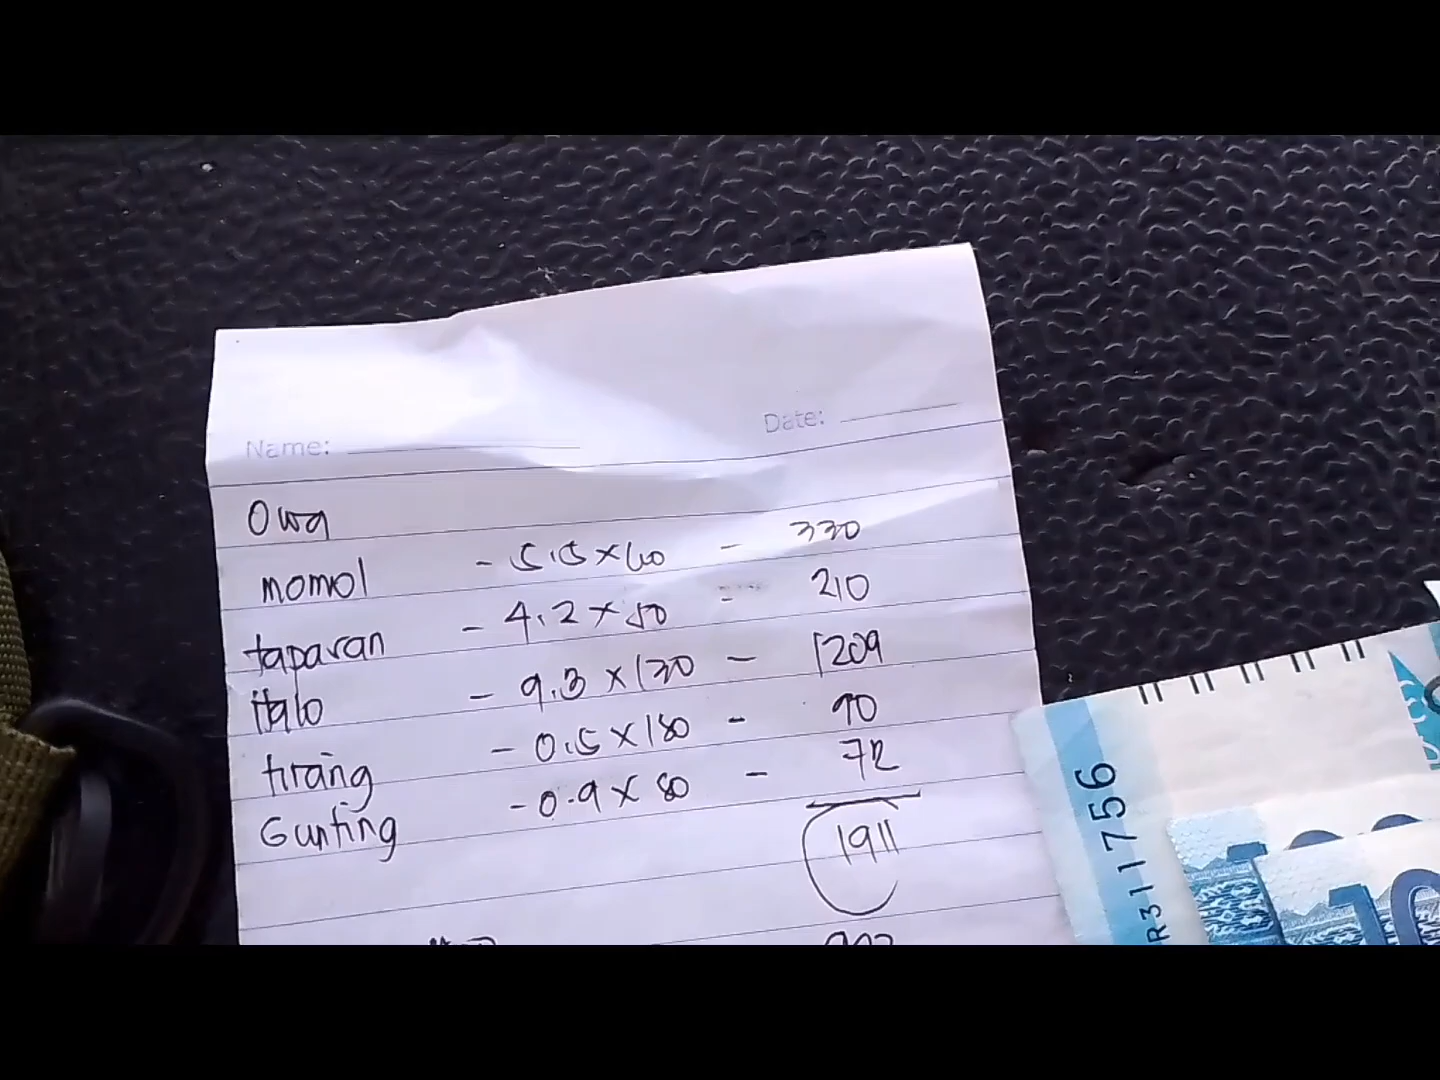 Name: Date:
Owa
momol - 5.5 x 60 - 330
taparan - 4.2 x 50 - 210
italo - 9.3 x 130 - 1209
tirang - 0.5 x 180 - 90
Gunting - 0.9 x 80 - 72
1911
R311756